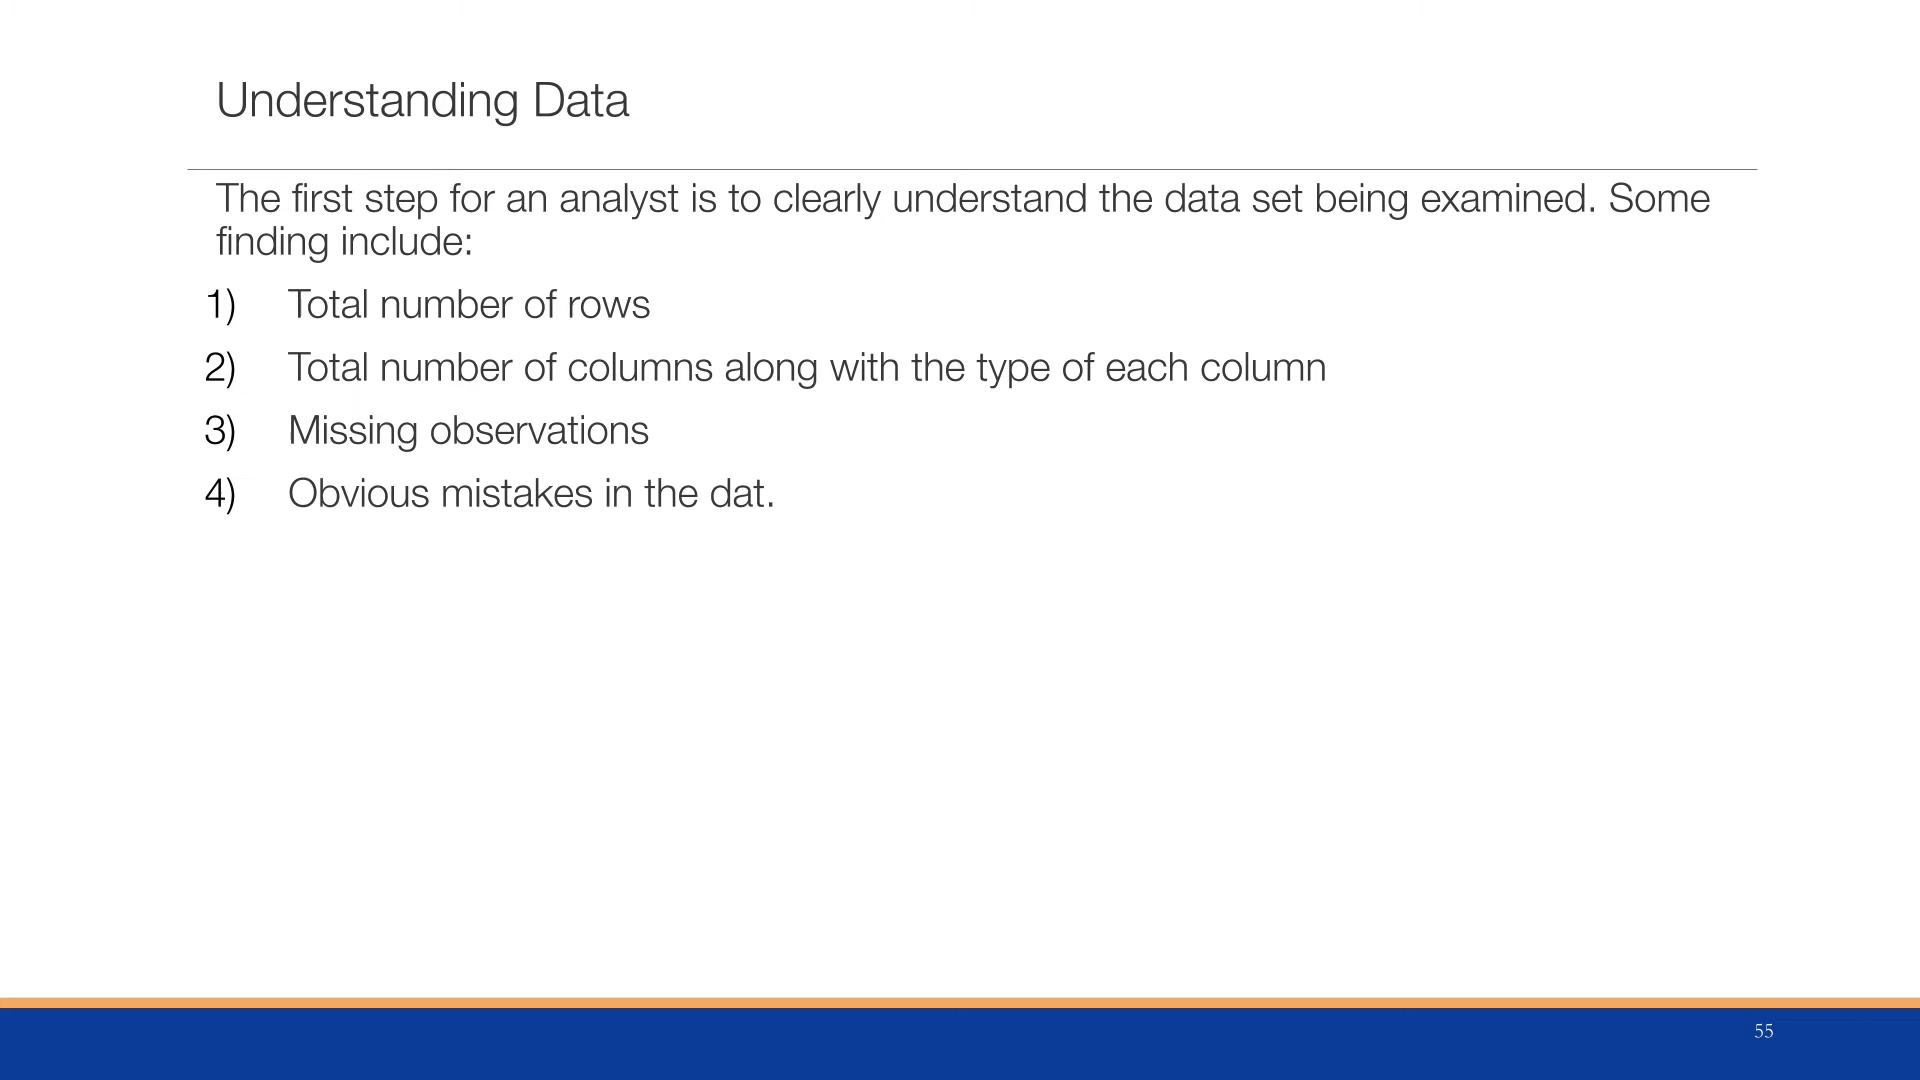 Understanding Data
The first step for an analyst is to clearly understand the data set being examined. Some
finding include:
1) Total number of rows
2) Total number of columns along with the type of each column
3) Missing observations
4) Obvious mistakes in the dat.
55